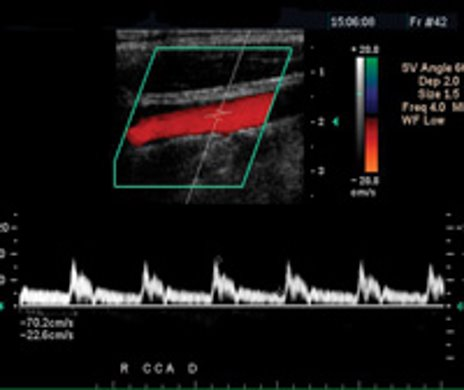 15:06:08 Fr #42
+ 20.0
SV Angle 6
Dep 2.0
Size 1.5
Freq 4.0 M
WF Low
1
2
3
- 20.0
cm/s
20
-70.2cm/s
-22.6cm/s
R CCA D